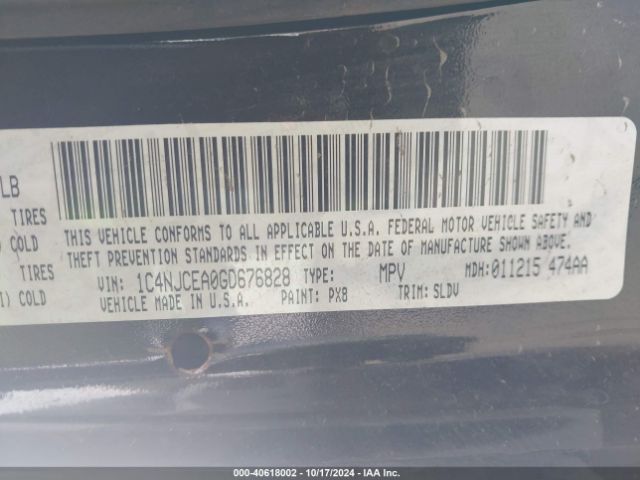 LB
TIRES
) COLD
TIRES
I) COLD
THIS VEHICLE CONFORMS TO ALL APPLICABLE U.S.A. FEDERAL MOTOR VEHICLE SAFETY AND
THEFT PREVENTION STANDARDS IN EFFECT ON THE DATE OF MANUFACTURE SHOWN ABOVE.
VIN: 1C4NJCEA0GD676828 TYPE: MPV MDH: 011215 474AA
VEHICLE MADE IN U.S.A. PAINT: PX8 TRIM: SLDV
000-40618002 - 10/17/2024 - IAA Inc.